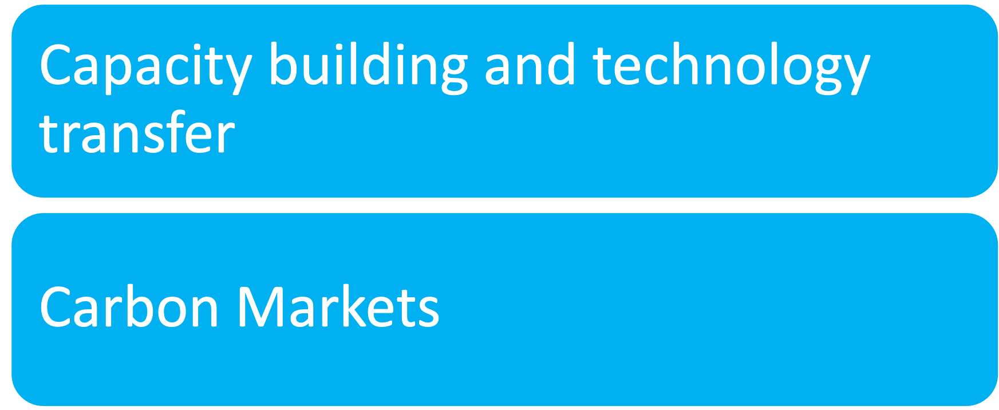 Capacity building and technology
transfer
Carbon Markets